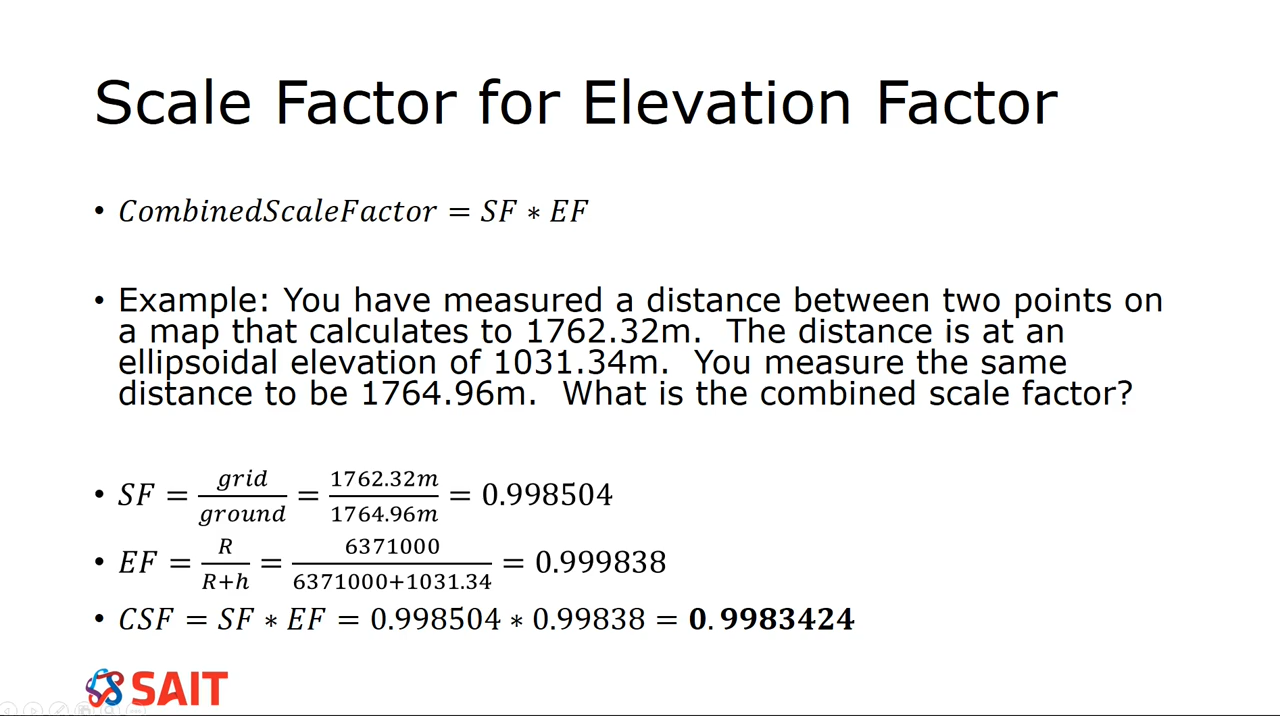 Scale Factor for Elevation Factor
• CombinedScaleFactor = SF ∗ EF
• Example: You have measured a distance between two points on
a map that calculates to 1762.32m. The distance is at an
ellipsoidal elevation of 1031.34m. You measure the same
distance to be 1764.96m. What is the combined scale factor?
• SF = grid/ground = 1762.32m/1764.96m = 0.998504
• EF = R/R+h = 6371000/6371000+1031.34 = 0.999838
• CSF = SF ∗ EF = 0.998504 ∗ 0.99838 = 0.9983424
SAIT